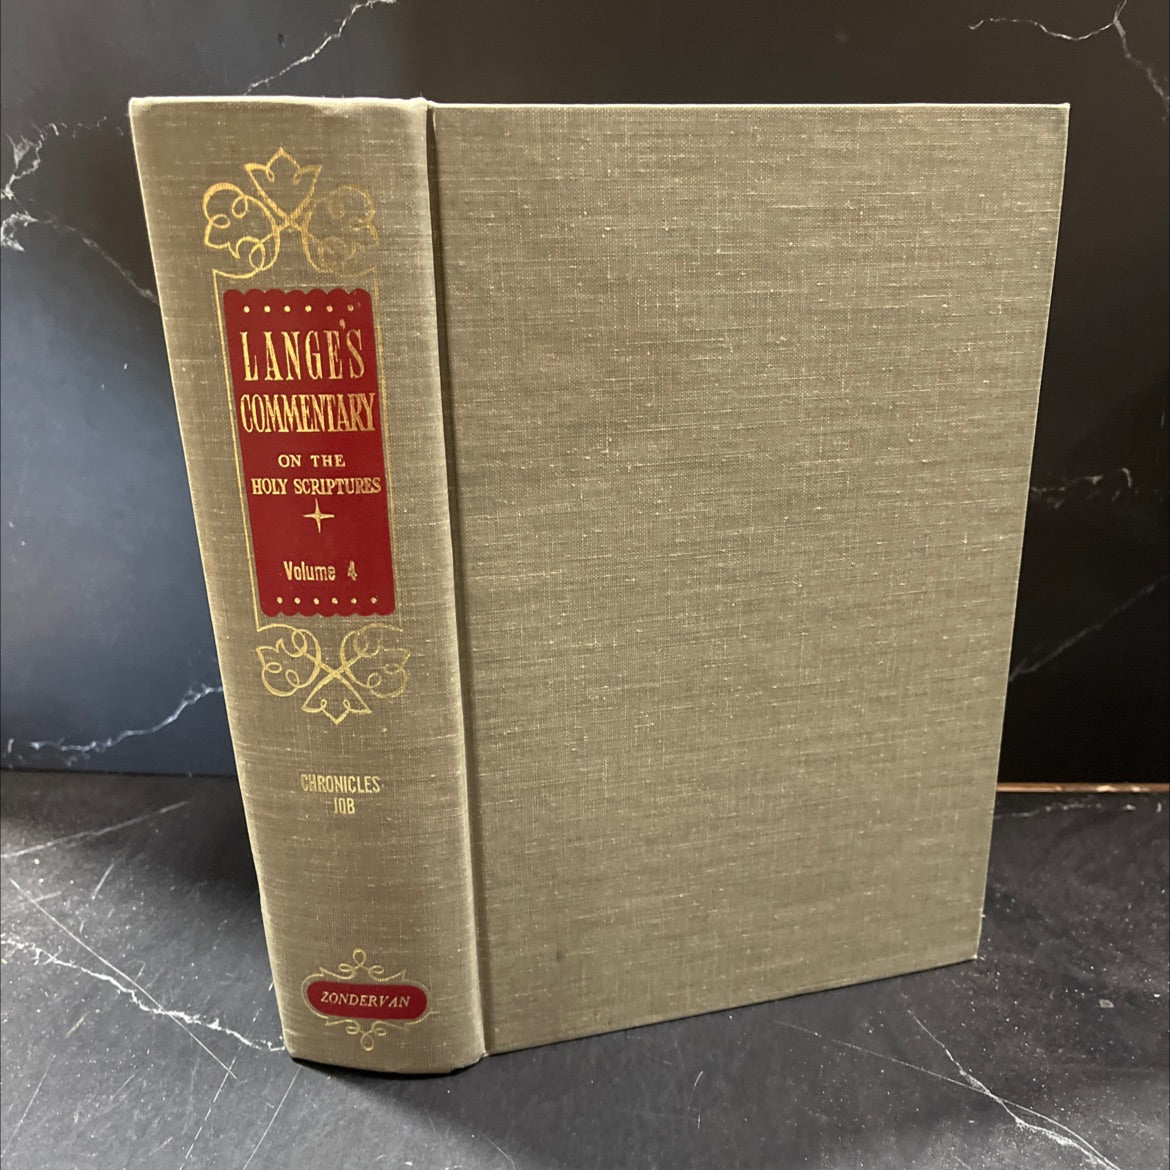 LANGE'S
COMMENTARY
ON THE
HOLY SCRIPTURES
Volume 4
CHRONICLES
JOB
ZONDERVAN